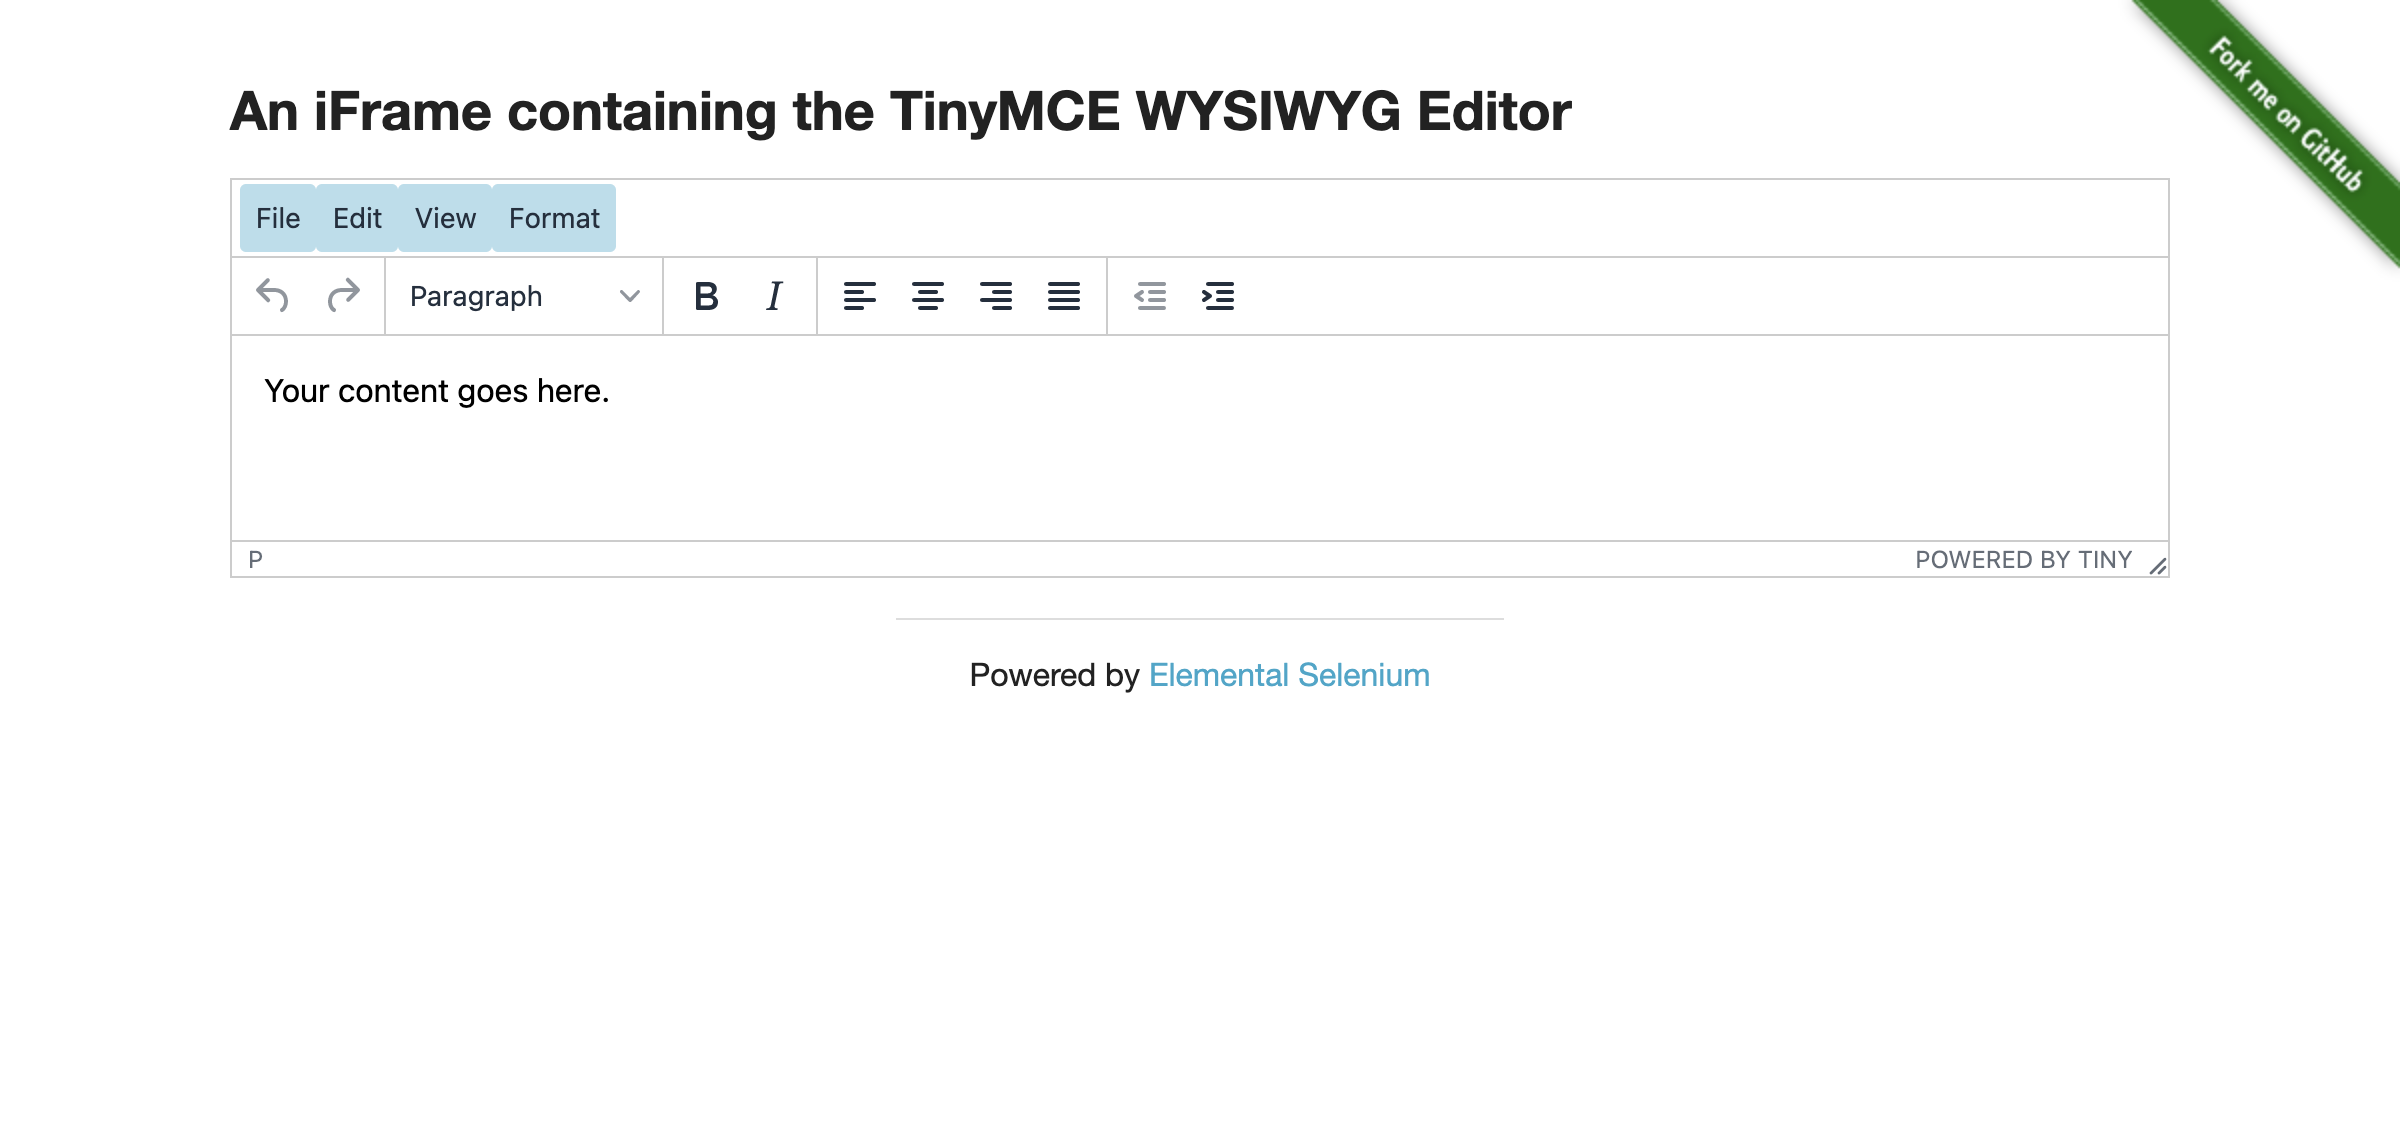 Fork me on GitHub
An iFrame containing the TinyMCE WYSIWYG Editor
File Edit View Format
Paragraph B I
Your content goes here.
P POWERED BY TINY
Powered by Elemental Selenium